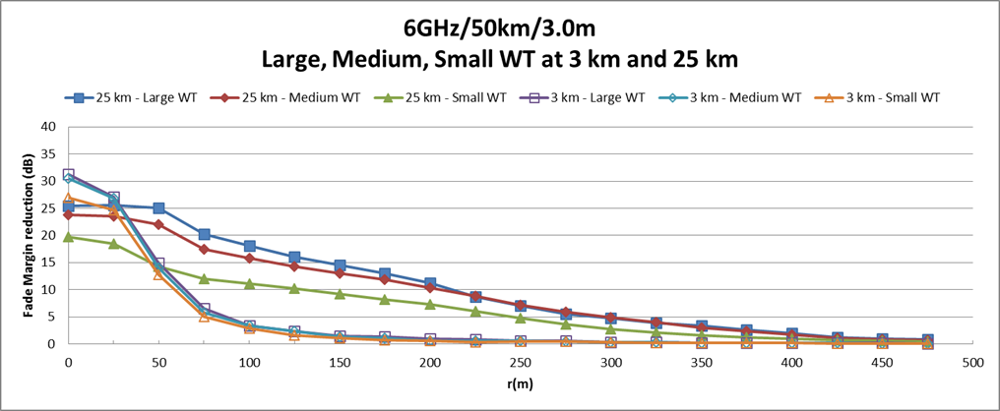 6GHz/50km/3.0m
Large, Medium, Small WT at 3 km and 25 km
25 km - Large WT 25 km - Medium WT 25 km - Small WT 3 km - Large WT 3 km - Medium WT 3 km - Small WT
Fade Margin reduction (dB)
40
35
30
25
20
15
10
5
0
0 50 100 150 200 250 300 350 400 450 500
r(m)